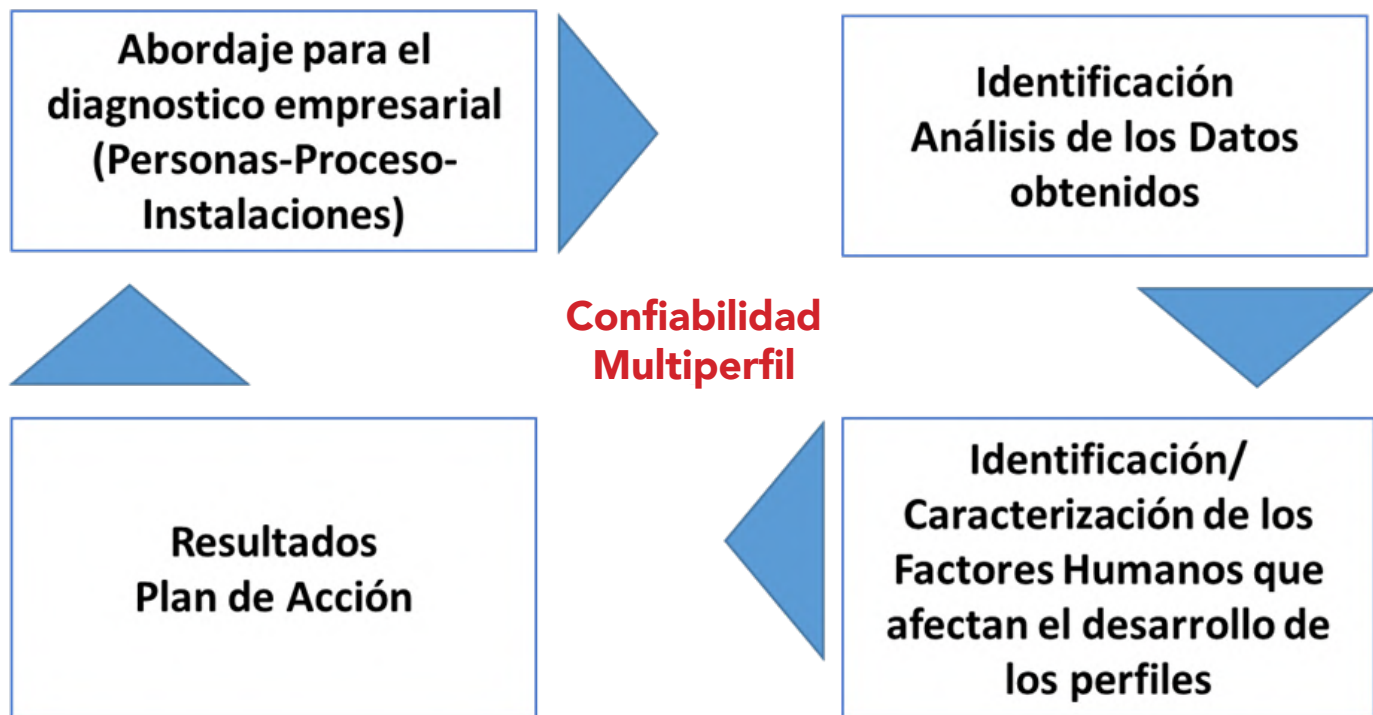 Abordaje para el
diagnostico empresarial
(Personas-Proceso-
Instalaciones)
Identificación
Análisis de los Datos
obtenidos
Confiabilidad
Multiperfil
Resultados
Plan de Acción
Identificación/
Caracterización de los
Factores Humanos que
afectan el desarrollo de
los perfiles